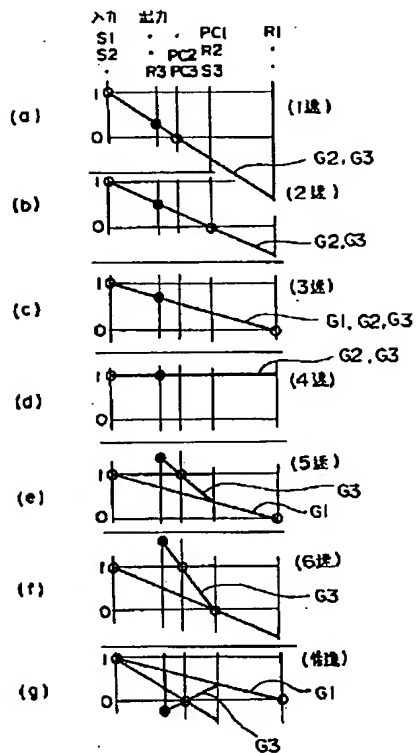 入力 出力
S1 PC1 R1
S2 PC2 R2
R3 PC3 S3
(a) 1 0 (1速) G2, G3
(b) 1 0 (2速) G2, G3
(c) 1 0 (3速) G1, G2, G3
(d) 1 0 G2, G3 (4速)
(e) 1 0 (5速) G3 G1
(f) 1 0 (6速) G3
(g) 1 0 G1 G3